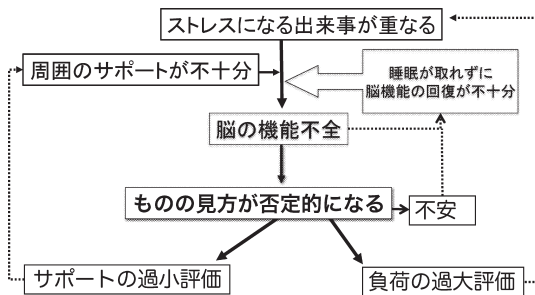 ストレスになる出来事が重なる
周囲のサポートが不十分
睡眠が取れずに
脳機能の回復が不十分
脳の機能不全
ものの見方が否定的になる
不安
サポートの過小評価
負荷の過大評価